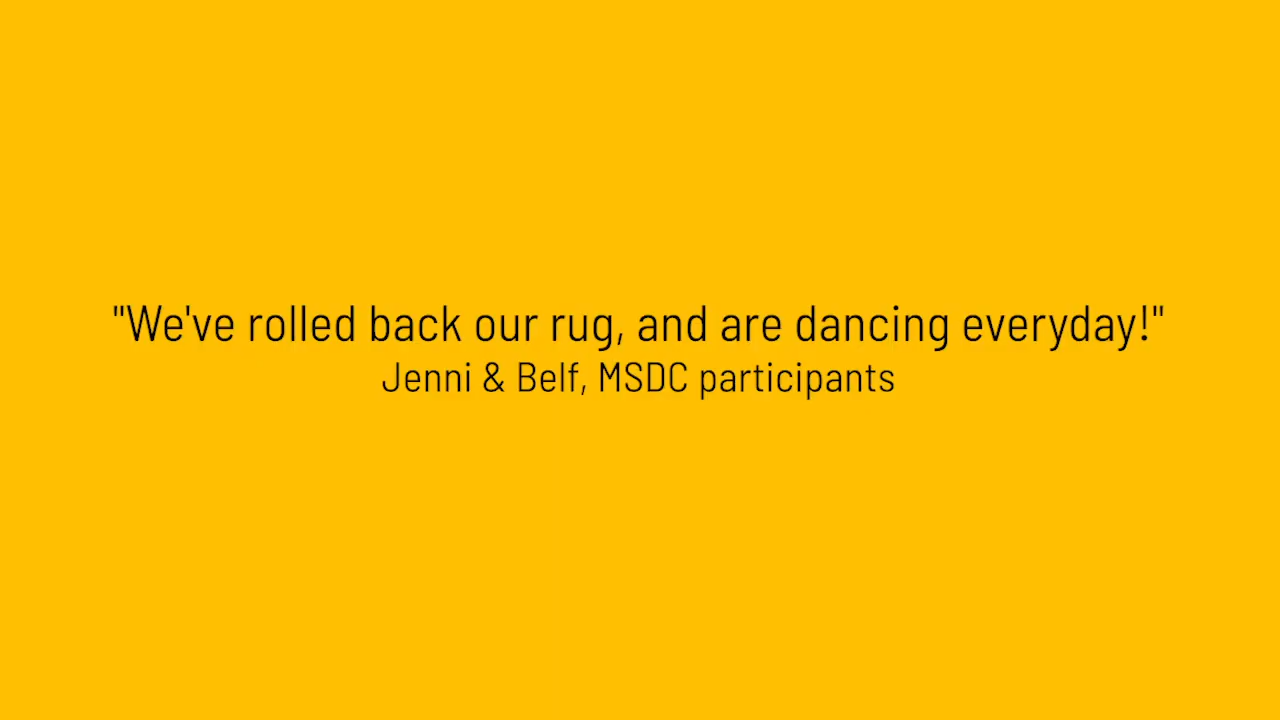 "We've rolled back our rug, and are dancing everyday!"
Jenni & Belf, MSDC participants